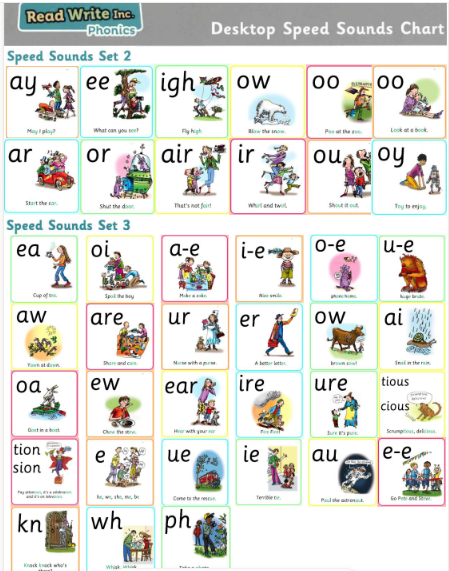 Read Write Inc.
Phonics
Desktop Speed Sounds Chart
Speed Sounds Set 2
ay ee igh ow oo oo
May I play? What can you see? Fly high Blow the snow. Poo at the zoo. Look at a book.
ar or air ir ou oy
Start the car. Shut the door. That's not fair! Whirl and twirl. Shout it out. Toy to enjoy.
Speed Sounds Set 3
ea oi a-e i-e o-e u-e
Cup of tea. Spoil the boy. Make a cake. Nice smile. phone home. huge brute.
aw are ur er ow ai
Yawn at dawn. Share and care. Nurse with a purse. A better letter. brown cow! Snail in the rain.
oa ew ear ire ure tious
cious
Goat in a boat. Chew the stew. Hear with your ear Fire fire! Sure it's pure. Scrumptious, delicious.
tion
sion
e ue ie au e-e
he, we, she, me, be Come to the rescue. Terrible tie. Paul the astronaut. Go Pete and Steve.
kn wh ph
Knock knock who's